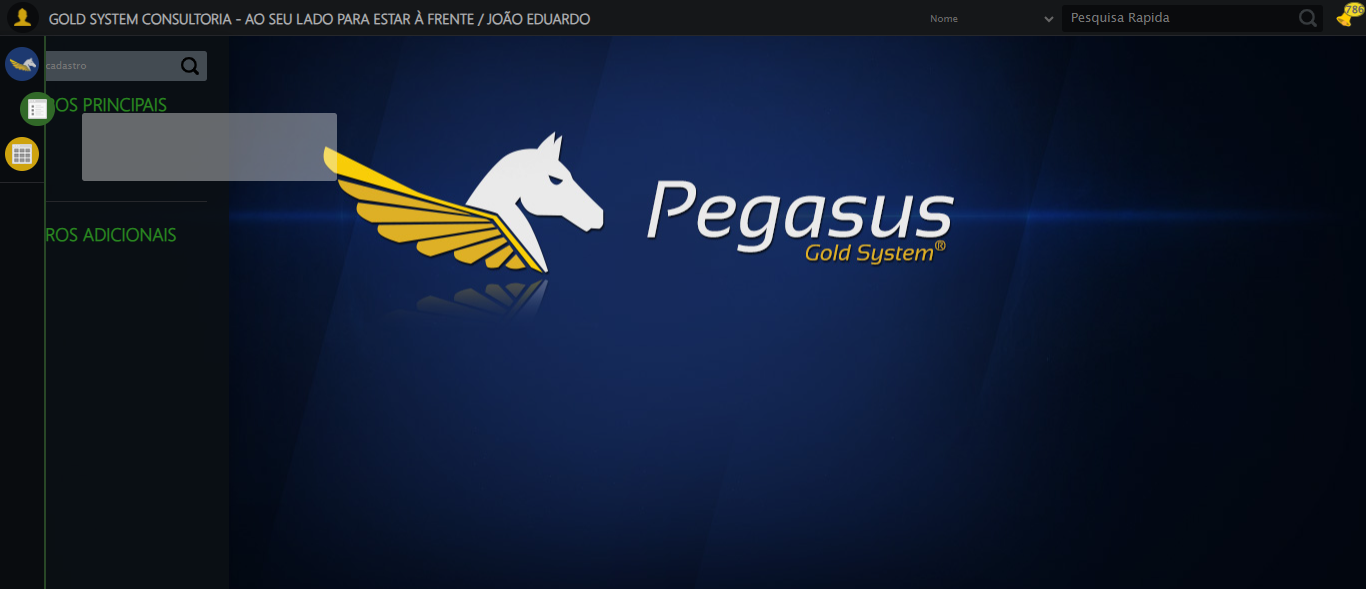 GOLD SYSTEM CONSULTORIA - AO SEU LADO PARA ESTAR À FRENTE / JOÃO EDUARDO
Nome
Pesquisa Rapida
786
cadastro
OS PRINCIPAIS
ROS ADICIONAIS
Pegasus
Gold System®